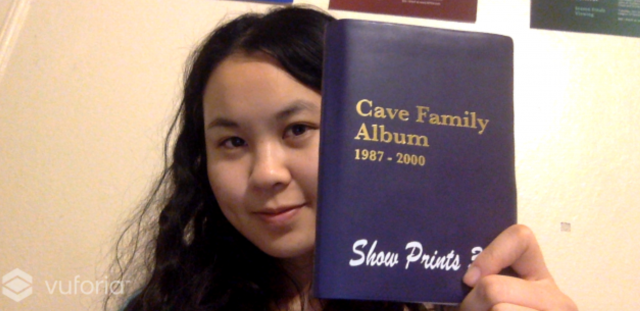 Cave Family
Album
1987 - 2000
Show Prints
vuforia